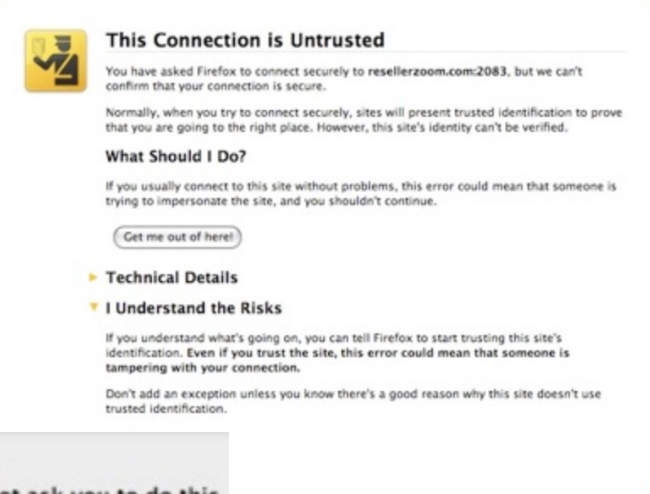 This Connection is Untrusted
You have asked Firefox to connect securely to resellerzoom.com:2083, but we can't
confirm that your connection is secure.
Normally, when you try to connect securely, sites will present trusted identification to prove
that you are going to the right place. However, this site's identity can't be verified.
What Should I Do?
If you usually connect to this site without problems, this error could mean that someone is
trying to impersonate the site, and you shouldn't continue.
Get me out of here!
Technical Details
I Understand the Risks
If you understand what's going on, you can tell Firefox to start trusting this site's
identification. Even if you trust the site, this error could mean that someone is
tampering with your connection.
Don't add an exception unless you know there's a good reason why this site doesn't use
trusted identification.
ask you to do this